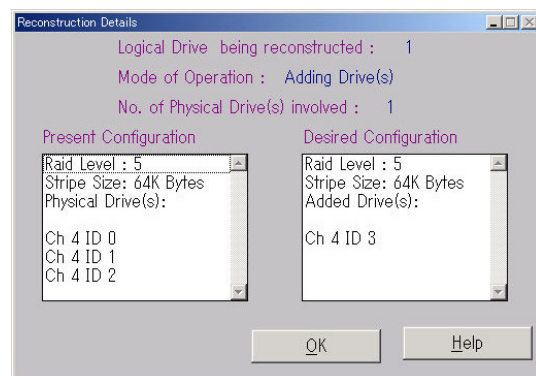 Reconstruction Details
Logical Drive being reconstructed : 1
Mode of Operation : Adding Drive(s)
No. of Physical Drive(s) involved : 1
Present Configuration
Raid Level : 5
Stripe Size: 64K Bytes
Physical Drive(s):
Ch 4 ID 0
Ch 4 ID 1
Ch 4 ID 2
Desired Configuration
Raid Level : 5
Stripe Size: 64K Bytes
Added Drive(s):
Ch 4 ID 3
OK
Help